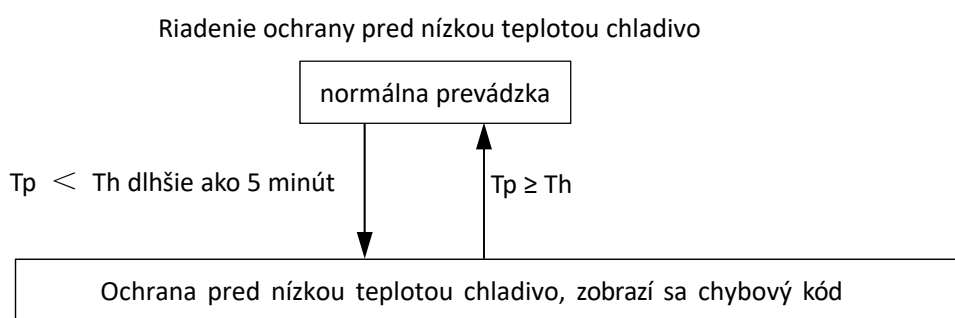 Riadenie ochrany pred nízkou teplotou chladivo
normálna prevádzka
Tp < Th dlhšie ako 5 minút
Tp ≥ Th
Ochrana pred nízkou teplotou chladivo, zobrazí sa chybový kód